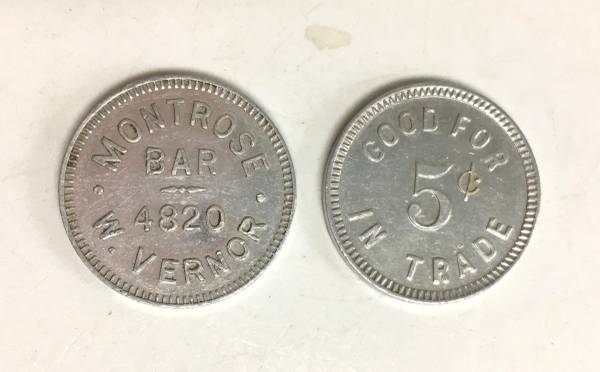 MONTROSE
BAR
4820
W. VERNOR
GOOD FOR
5¢
IN TRADE